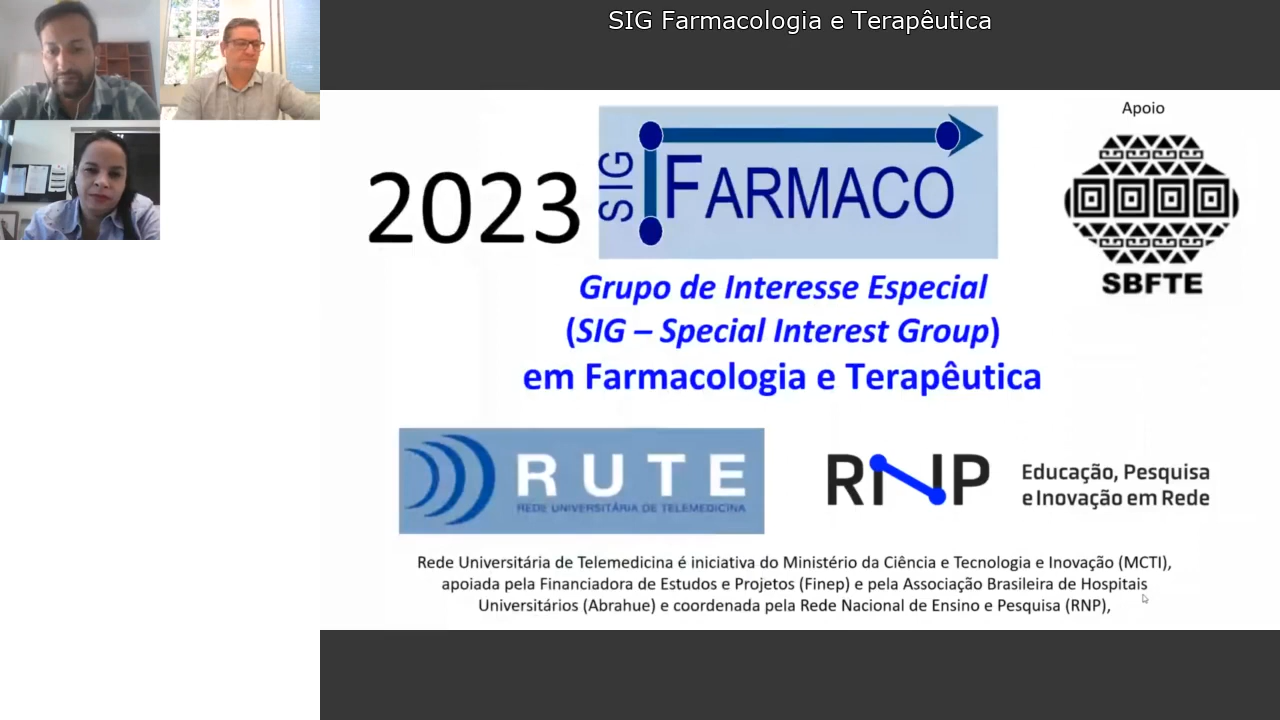 SIG Farmacologia e Terapêutica
Apoio
2023
SIG
FARMACO
SBFTE
Grupo de Interesse Especial
(SIG – Special Interest Group)
em Farmacologia e Terapêutica
RUTE
REDE UNIVERSITÁRIA DE TELEMEDICINA
RNP
Educação, Pesquisa
e Inovação em Rede
Rede Universitária de Telemedicina é iniciativa do Ministério da Ciência e Tecnologia e Inovação (MCTI),
apoiada pela Financiadora de Estudos e Projetos (Finep) e pela Associação Brasileira de Hospitais
Universitários (Abrahue) e coordenada pela Rede Nacional de Ensino e Pesquisa (RNP),